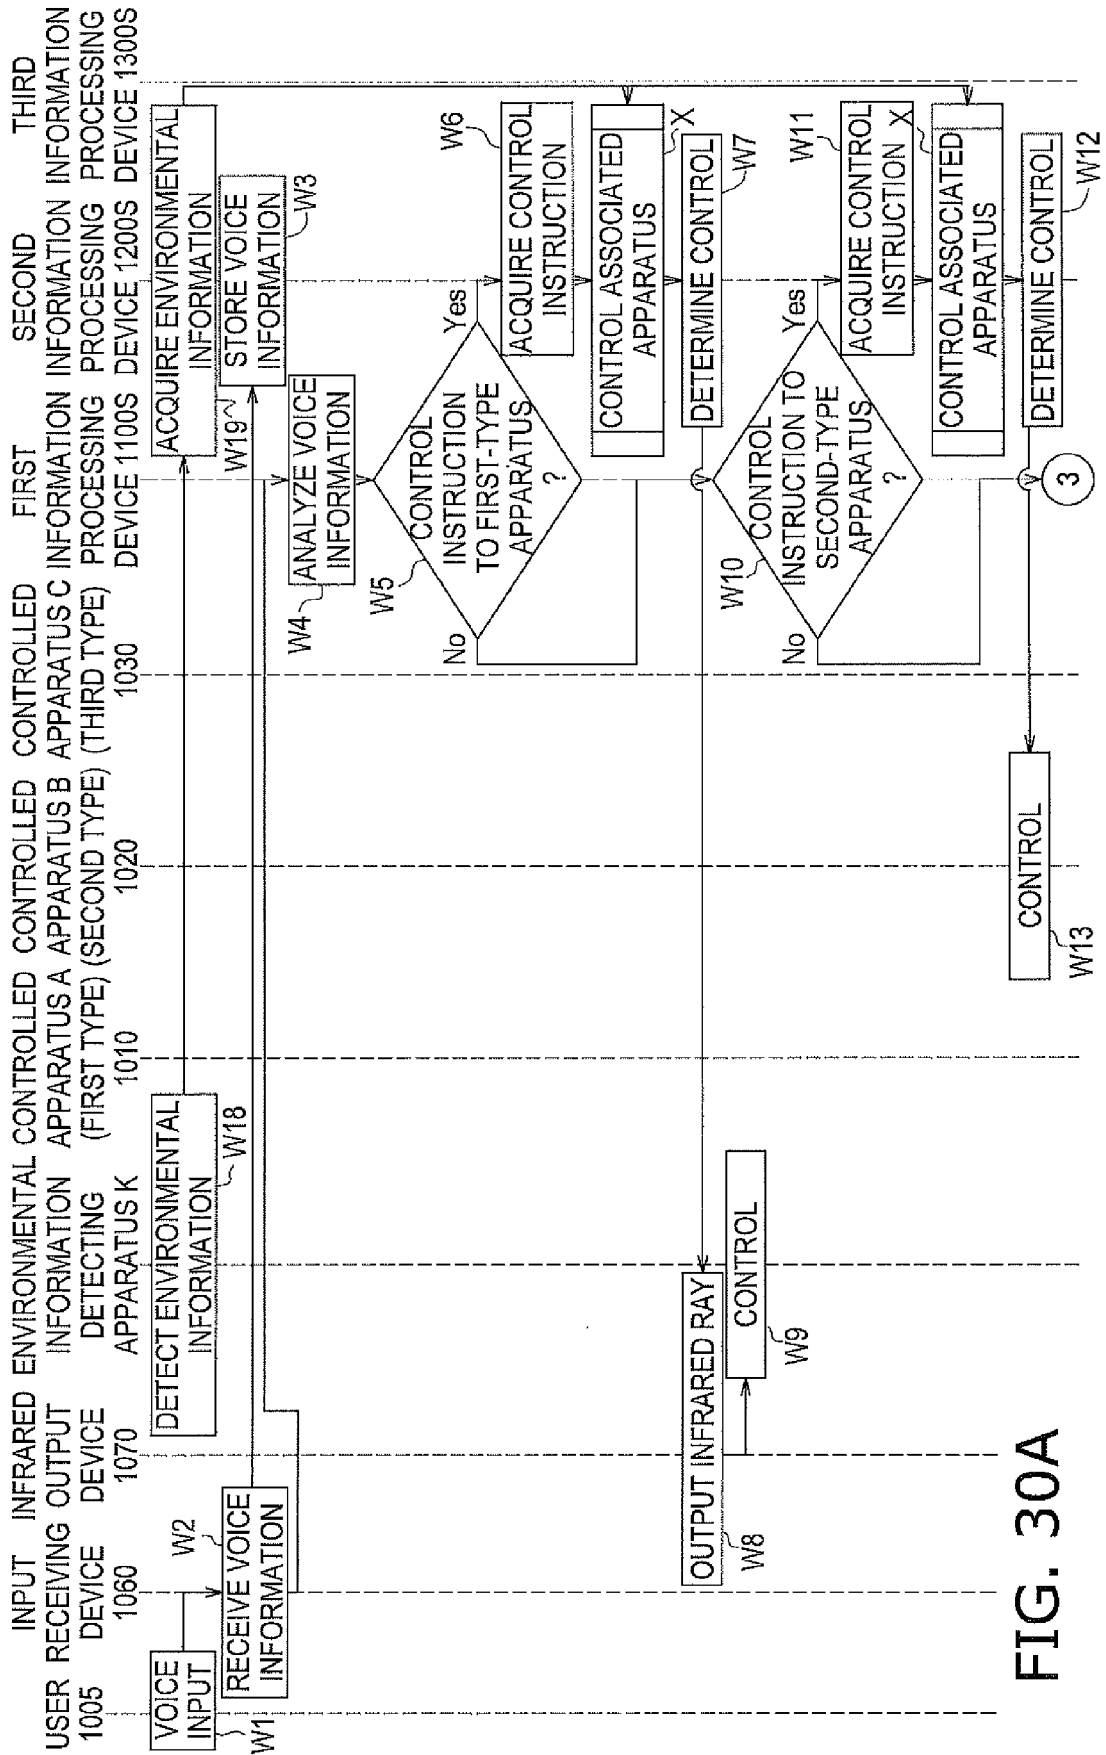 USER
1005
INPUT
RECEIVING
DEVICE
1060
INFRARED
OUTPUT
DEVICE
1070
ENVIRONMENTAL
INFORMATION
DETECTING
APPARATUS K
CONTROLLED
APPARATUS A
(FIRST TYPE)
1010
CONTROLLED
APPARATUS B
(SECOND TYPE)
1020
CONTROLLED
APPARATUS C
(THIRD TYPE)
1030
FIRST
INFORMATION
PROCESSING
DEVICE 1100S
SECOND
INFORMATION
PROCESSING
DEVICE 1200S
THIRD
INFORMATION
PROCESSING
DEVICE 1300S
VOICE
INPUT
W1
DETECT ENVIRONMENTAL
INFORMATION
W18
ACQUIRE ENVIRONMENTAL
INFORMATION
W19
W2
RECEIVE VOICE
INFORMATION
STORE VOICE
INFORMATION
W3
ANALYZE VOICE
INFORMATION
W4
W5
CONTROL
INSTRUCTION
TO FIRST-TYPE
APPARATUS
?
No
Yes
W6
ACQUIRE CONTROL
INSTRUCTION
CONTROL ASSOCIATED
APPARATUS
X
DETERMINE CONTROL
W7
OUTPUT INFRARED RAY
W8
CONTROL
W9
W10
CONTROL
INSTRUCTION TO
SECOND-TYPE
APPARATUS
?
No
Yes
W11
ACQUIRE CONTROL
INSTRUCTION
X
CONTROL ASSOCIATED
APPARATUS
DETERMINE CONTROL
W12
CONTROL
W13
3
FIG. 30A